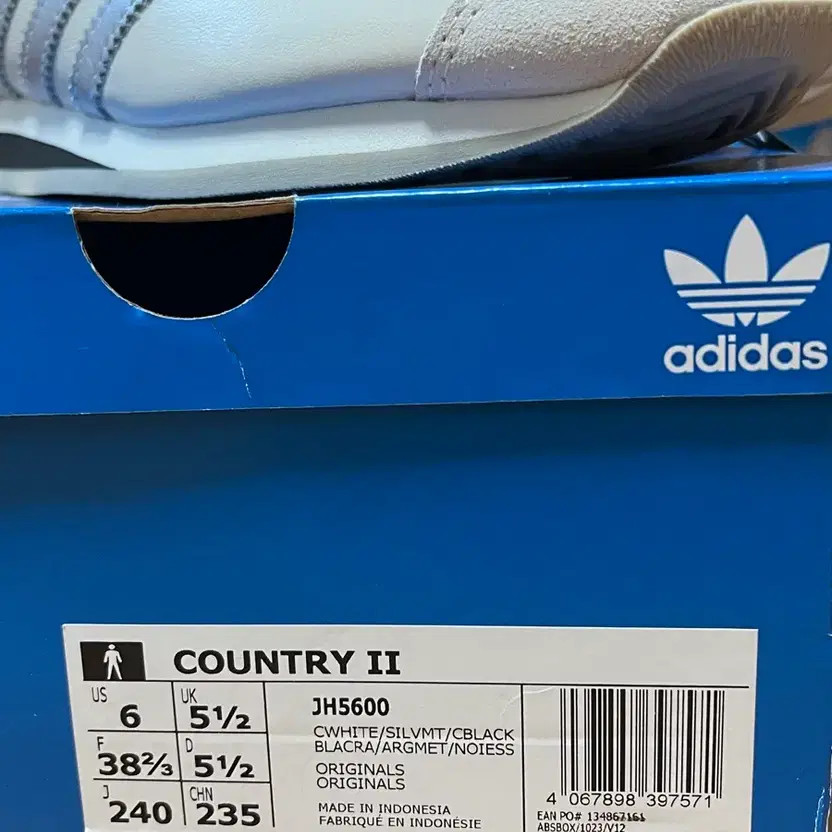 adidas
COUNTRY II
US 6 UK 5½
F 38⅔ D 5½
J 240 CHN 235
JH5600
CWHITE/SILVMT/CBLACK
BLACRA/ARGMET/NOIESS
ORIGINALS
ORIGINALS
MADE IN INDONESIA
FABRIQUÉ EN INDONÉSIE
4 067898 397571
EAN PO# 134867161
ABSBOX/1023/V12